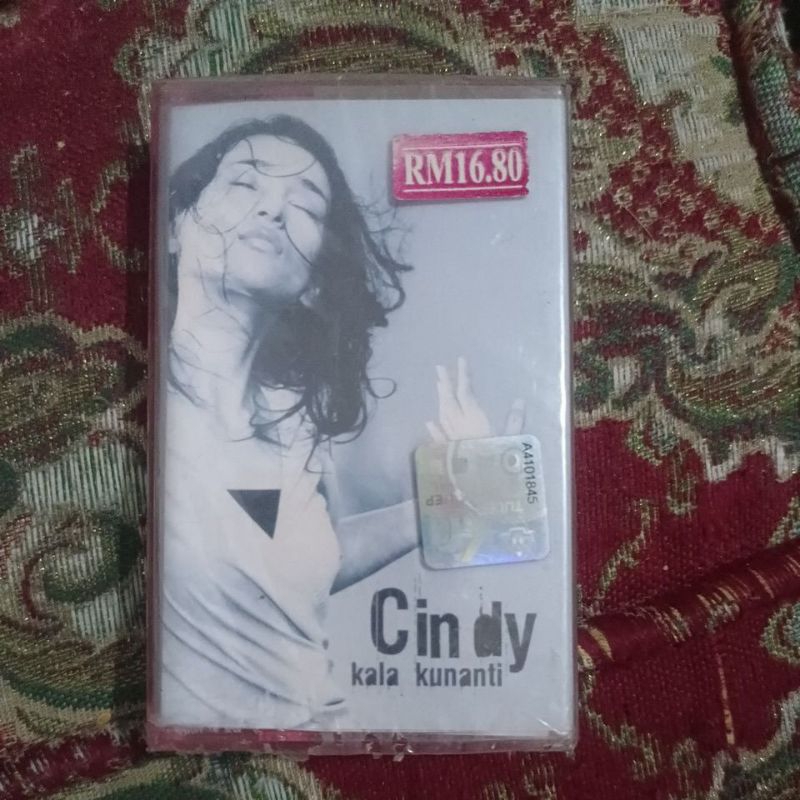 RM16.80
A4101845
Cindy
kala kunanti